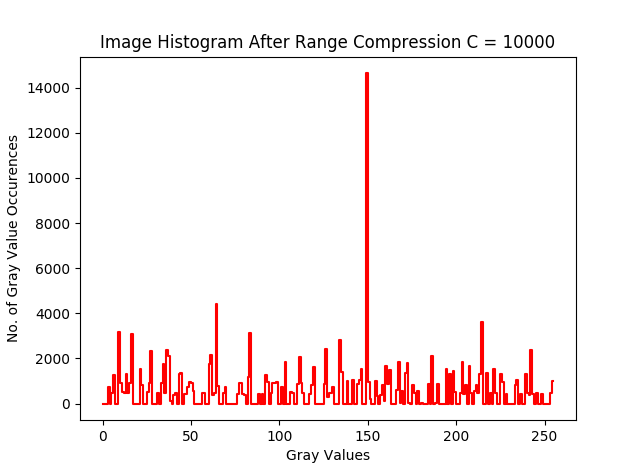 Image Histogram After Range Compression C = 10000
14000
12000
10000
8000
6000
4000
2000
0
No. of Gray Value Occurences
0 50 100 150 200 250
Gray Values